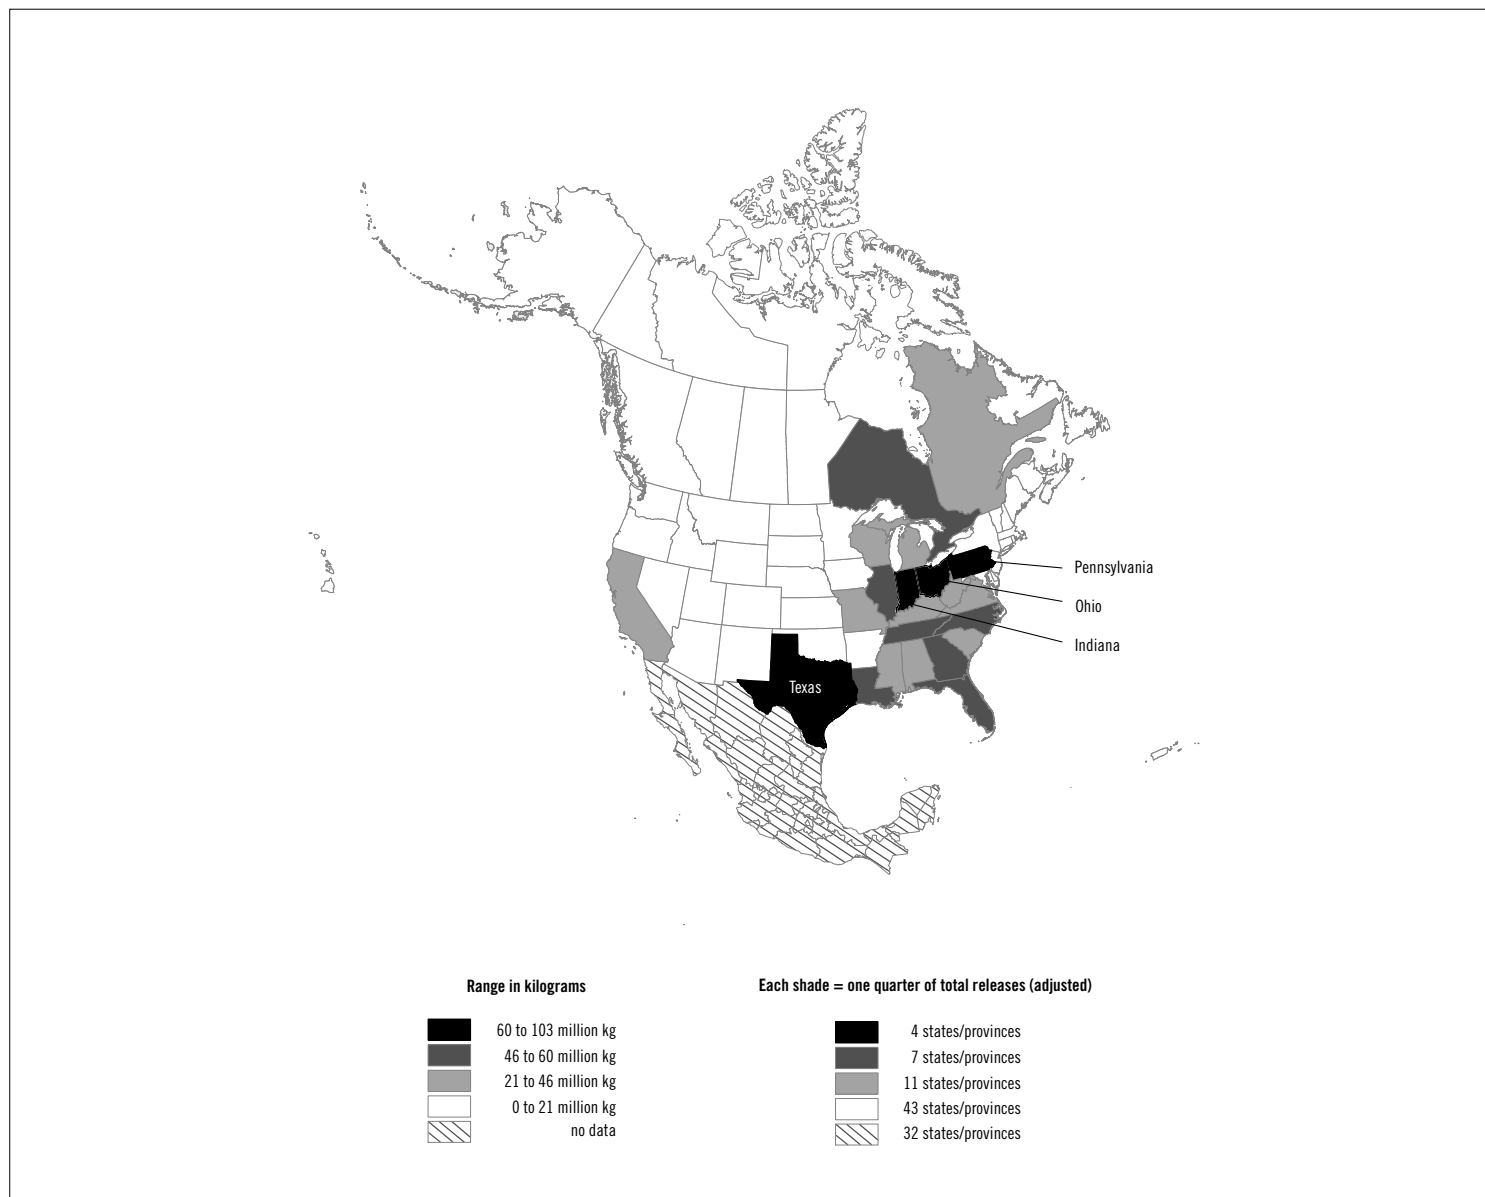 Pennsylvania
Ohio
Indiana
Texas
Range in kilograms
60 to 103 million kg
46 to 60 million kg
21 to 46 million kg
0 to 21 million kg
no data
Each shade = one quarter of total releases (adjusted)
4 states/provinces
7 states/provinces
11 states/provinces
43 states/provinces
32 states/provinces